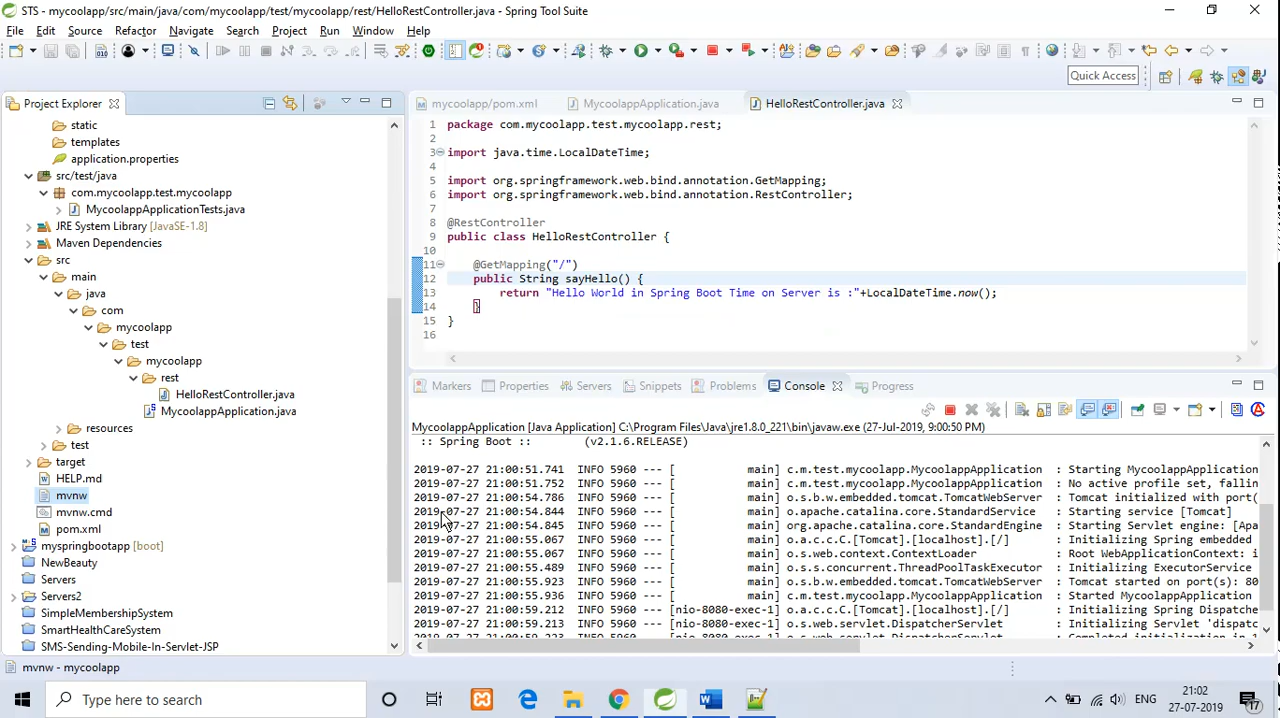 STS - mycoolapp/src/main/java/com/mycoolapp/test/mycoolapp/rest/HelloRestController.java - Spring Tool Suite
File Edit Source Refactor Navigate Search Project Run Window Help
Quick Access
Project Explorer
static
templates
application.properties
src/test/java
com.mycoolapp.test.mycoolapp
MycoolappApplicationTests.java
JRE System Library [JavaSE-1.8]
Maven Dependencies
src
main
java
com
mycoolapp
test
mycoolapp
rest
HelloRestController.java
MycoolappApplication.java
resources
test
target
HELP.md
mvnw
mvnw.cmd
pom.xml
myspringbootapp [boot]
NewBeauty
Servers
Servers2
SimpleMembershipSystem
SmartHealthCareSystem
SMS-Sending-Mobile-In-Servlet-JSP
mycoolapp/pom.xml MycoolappApplication.java HelloRestController.java
1 package com.mycoolapp.test.mycoolapp.rest;
2
3 import java.time.LocalDateTime;
4
5 import org.springframework.web.bind.annotation.GetMapping;
6 import org.springframework.web.bind.annotation.RestController;
7
8 @RestController
9 public class HelloRestController {
10
11 @GetMapping("/")
12 public String sayHello() {
13 return "Hello World in Spring Boot Time on Server is :"+LocalDateTime.now();
14 }
15 }
16
Markers Properties Servers Snippets Problems Console Progress
MycoolappApplication [Java Application] C:\Program Files\Java\jre1.8.0_221\bin\javaw.exe (27-Jul-2019, 9:00:50 PM)
:: Spring Boot :: (v2.1.6.RELEASE)
2019-07-27 21:00:51.741 INFO 5960 --- [ main] c.m.test.mycoolapp.MycoolappApplication : Starting MycoolappApplication
2019-07-27 21:00:51.752 INFO 5960 --- [ main] c.m.test.mycoolapp.MycoolappApplication : No active profile set, fallin
2019-07-27 21:00:54.786 INFO 5960 --- [ main] o.s.b.w.embedded.tomcat.TomcatWebServer : Tomcat initialized with port(
2019-07-27 21:00:54.844 INFO 5960 --- [ main] o.apache.catalina.core.StandardService : Starting service [Tomcat]
2019-07-27 21:00:54.845 INFO 5960 --- [ main] org.apache.catalina.core.StandardEngine : Starting Servlet engine: [Apa
2019-07-27 21:00:55.067 INFO 5960 --- [ main] o.a.c.c.C.[Tomcat].[localhost].[/] : Initializing Spring embedded
2019-07-27 21:00:55.067 INFO 5960 --- [ main] o.s.web.context.ContextLoader : Root WebApplicationContext: i
2019-07-27 21:00:55.489 INFO 5960 --- [ main] o.s.s.concurrent.ThreadPoolTaskExecutor : Initializing ExecutorService
2019-07-27 21:00:55.923 INFO 5960 --- [ main] o.s.b.w.embedded.tomcat.TomcatWebServer : Tomcat started on port(s): 80
2019-07-27 21:00:55.936 INFO 5960 --- [ main] c.m.test.mycoolapp.MycoolappApplication : Started MycoolappApplication
2019-07-27 21:00:59.212 INFO 5960 --- [nio-8080-exec-1] o.a.c.c.C.[Tomcat].[localhost].[/] : Initializing Spring Dispatche
2019-07-27 21:00:59.213 INFO 5960 --- [nio-8080-exec-1] o.s.web.servlet.DispatcherServlet : Initializing Servlet 'dispatc
mvnw - mycoolapp
Type here to search
ENG
21:02
27-07-2019
17